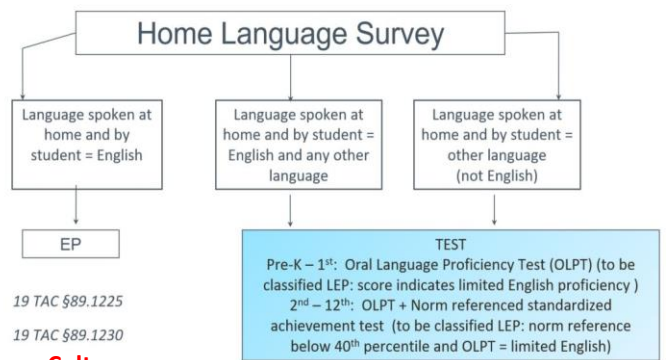 Home Language Survey
Language spoken at
home and by
student = English
Language spoken at
home and by student =
English and any other
language
Language spoken at
home and by student =
other language
(not English)
EP
TEST
Pre-K – 1st: Oral Language Proficiency Test (OLPT) (to be
classified LEP: score indicates limited English proficiency )
2nd – 12th: OLPT + Norm referenced standardized
achievement test (to be classified LEP: norm reference
below 40th percentile and OLPT = limited English)
19 TAC §89.1225
19 TAC §89.1230